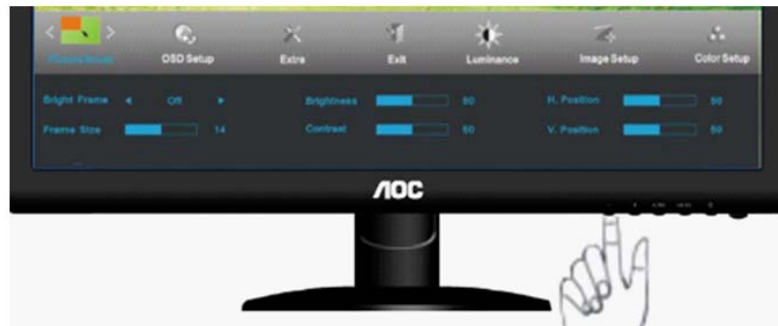 Picture Boost OSD Setup Extra Exit Luminance Image Setup Color Setup
Bright Frame Off Brightness 50 H. Position 50
Frame Size 14 Contrast 50 V. Position 50
AOC